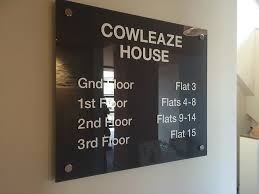 COWLEAZE
HOUSE
Gnd Floor Flat 3
1st Floor Flats 4-8
2nd Floor Flats 9-14
3rd Floor Flat 15